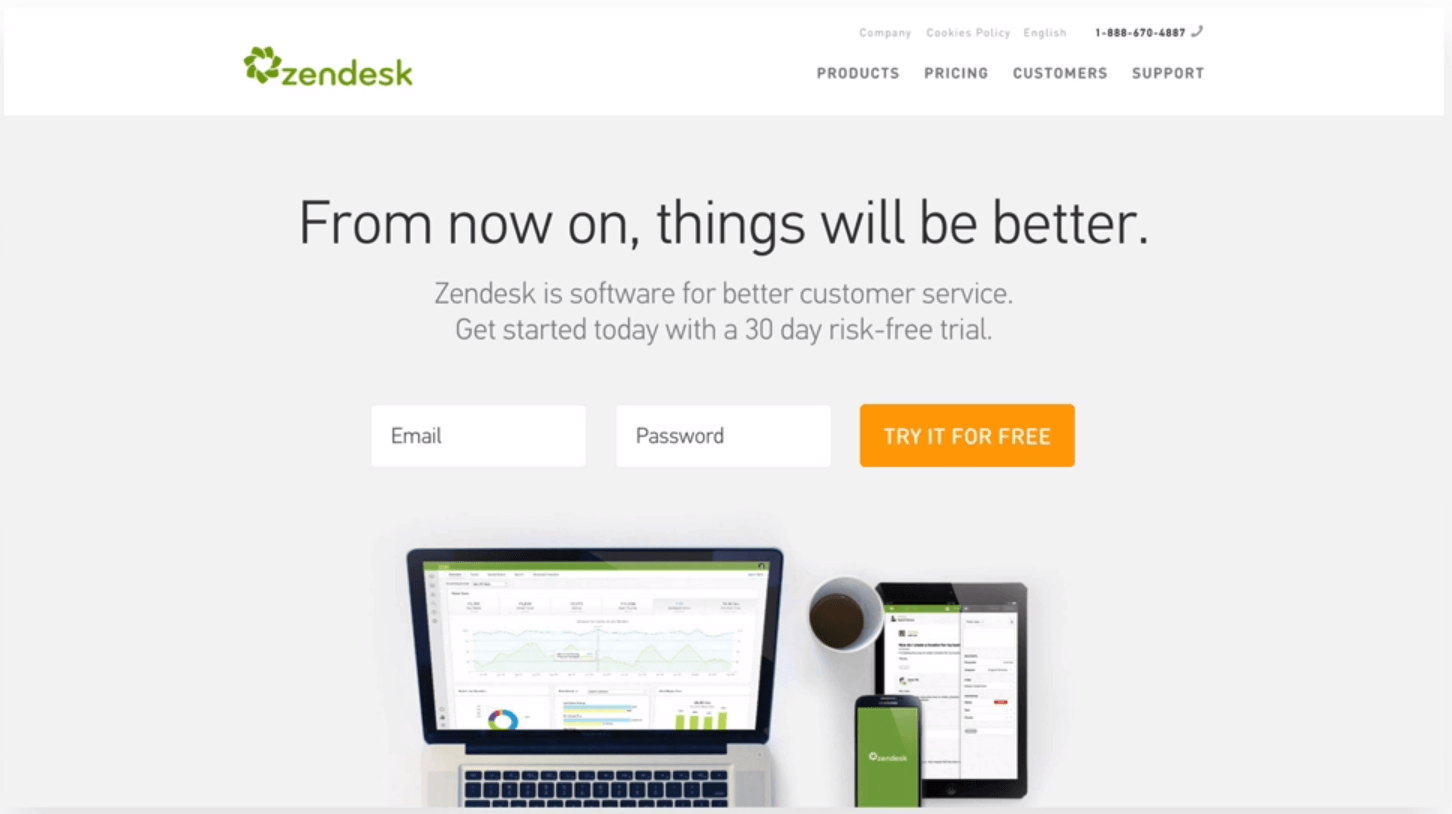 Company Cookies Policy English 1-888-670-4887
zendesk
PRODUCTS PRICING CUSTOMERS SUPPORT
From now on, things will be better.
Zendesk is software for better customer service.
Get started today with a 30 day risk-free trial.
Email
Password
TRY IT FOR FREE
zendesk